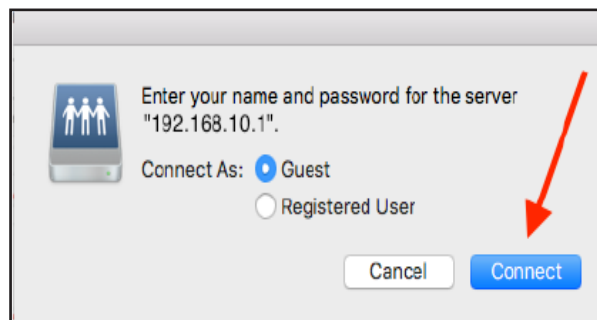 Enter your name and password for the server
"192.168.10.1".
Connect As: Guest
Registered User
Cancel Connect